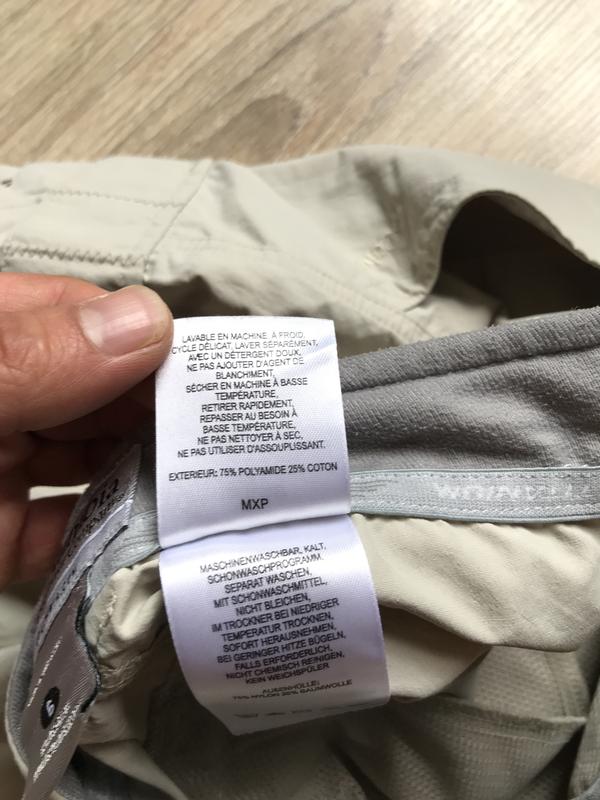 LAVABLE EN MACHINE, À FROID,
CYCLE DÉLICAT, LAVER SÉPARÉMENT,
AVEC UN DÉTERGENT DOUX,
NE PAS AJOUTER D'AGENT DE
BLANCHIMENT,
SÉCHER EN MACHINE À BASSE
TEMPÉRATURE,
RETIRER RAPIDEMENT,
REPASSER AU BESOIN À
BASSE TEMPÉRATURE,
NE PAS NETTOYER À SEC,
NE PAS UTILISER D'ASSOUPLISSANT.
EXTERIEUR: 75% POLYAMIDE 25% COTON
MXP
MASCHINENWASCHBAR, KALT,
SCHONWASCHPROGRAMM,
SEPARAT WASCHEN,
MIT SCHONWASCHMITTEL,
NICHT BLEICHEN,
IM TROCKNER BEI NIEDRIGER
TEMPERATUR TROCKNEN,
SOFORT HERAUSNEHMEN,
BEI GERINGER HITZE BÜGELN,
FALLS ERFORDERLICH,
NICHT CHEMISCH REINIGEN,
KEIN WEICHSPÜLER
AUßENHÜLLE:
75% NYLON 25% BAUMWOLLE